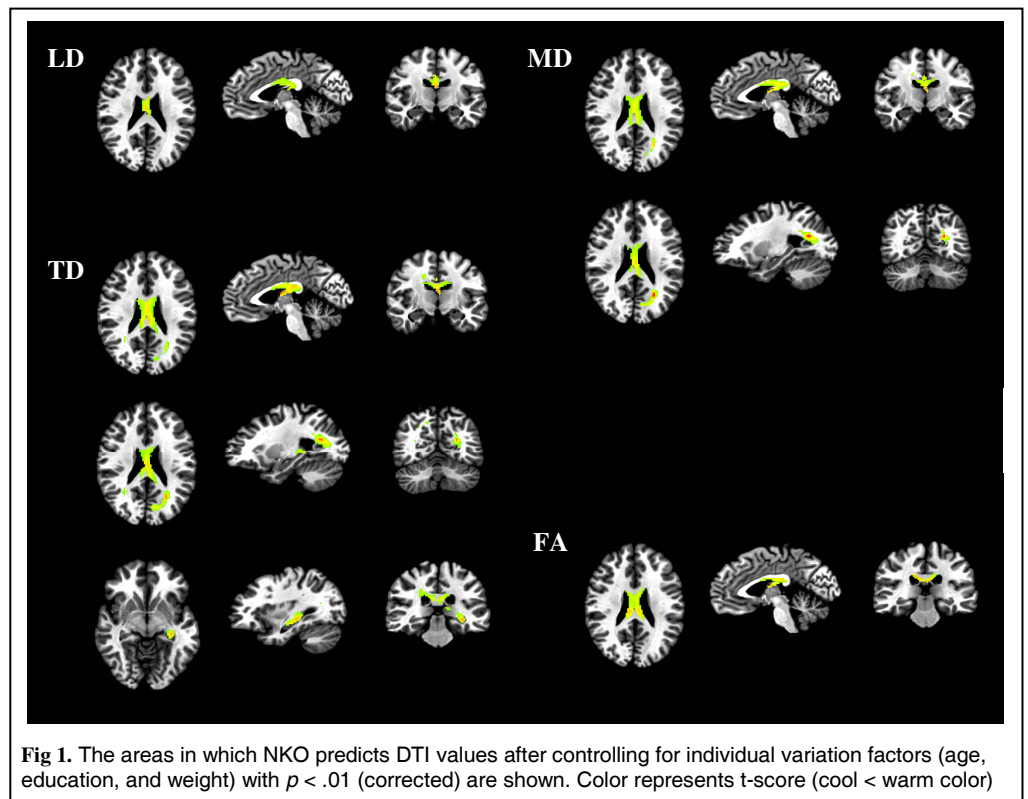 LD
MD
TD
FA
Fig 1. The areas in which NKO predicts DTI values after controlling for individual variation factors (age,
education, and weight) with p < .01 (corrected) are shown. Color represents t-score (cool < warm color)